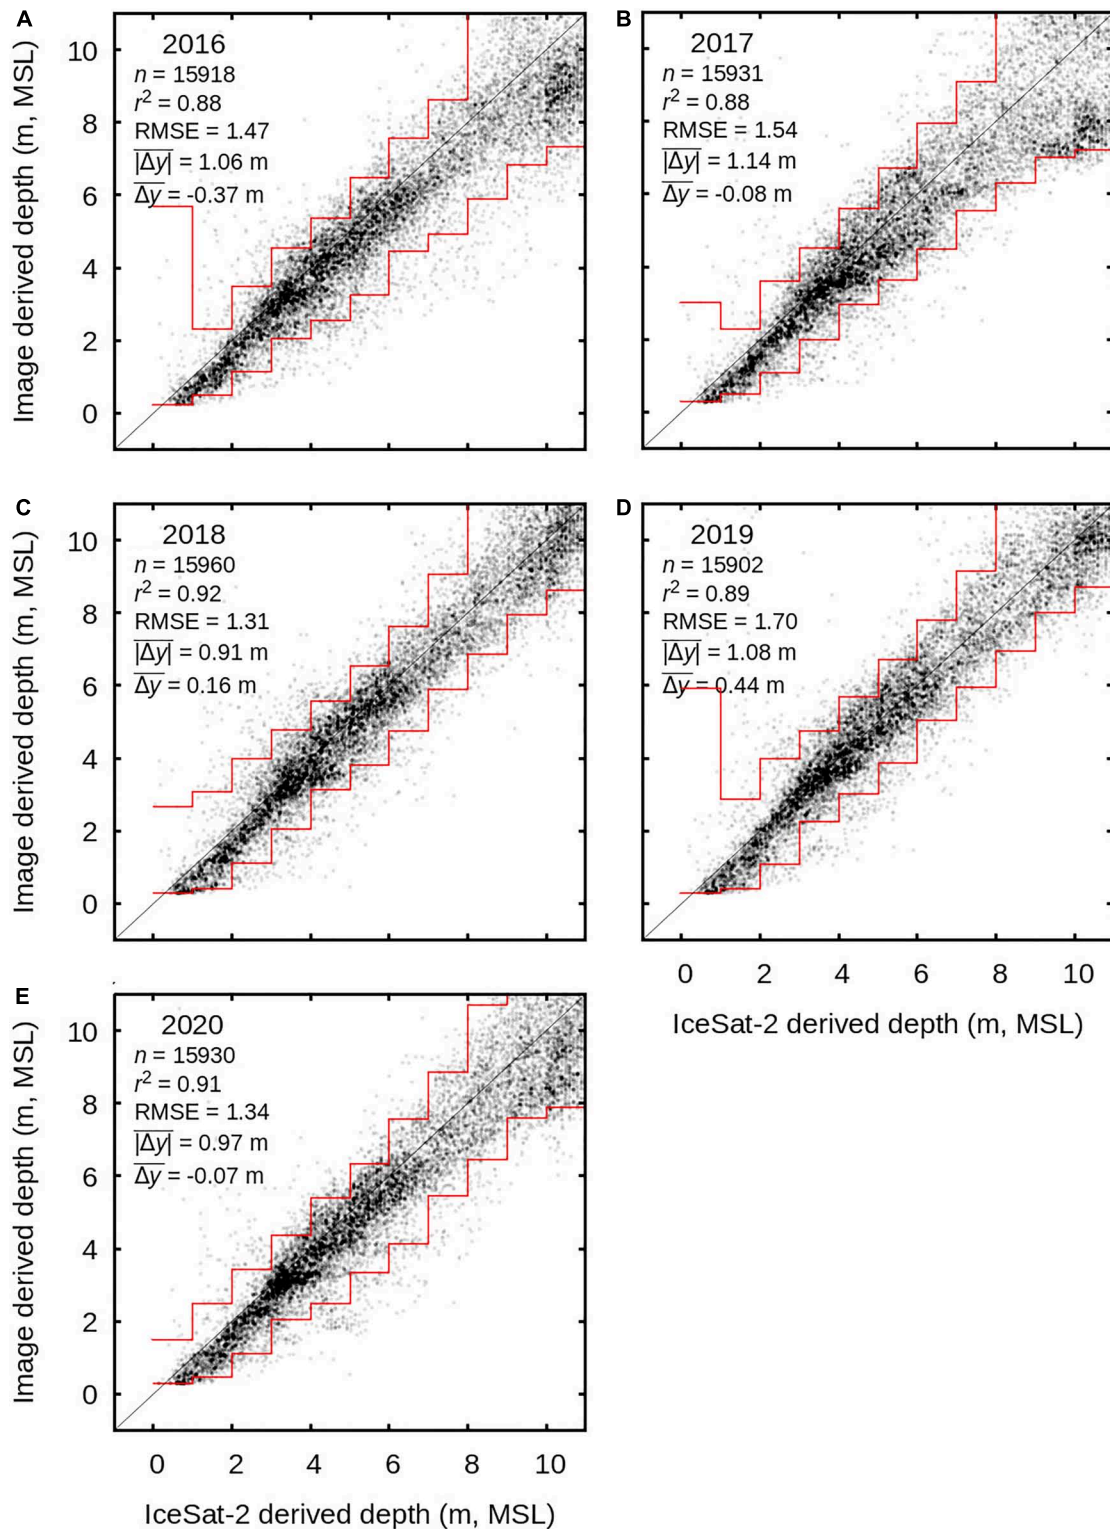 A
2016
n = 15918
r² = 0.88
RMSE = 1.47
|Δy| = 1.06 m
Δy = -0.37 m
10
8
6
4
2
0
Image derived depth (m, MSL)
B
2017
n = 15931
r² = 0.88
RMSE = 1.54
|Δy| = 1.14 m
Δy = -0.08 m
C
2018
n = 15960
r² = 0.92
RMSE = 1.31
|Δy| = 0.91 m
Δy = 0.16 m
10
8
6
4
2
0
Image derived depth (m, MSL)
D
2019
n = 15902
r² = 0.89
RMSE = 1.70
|Δy| = 1.08 m
Δy = 0.44 m
0 2 4 6 8 10
IceSat-2 derived depth (m, MSL)
E
2020
n = 15930
r² = 0.91
RMSE = 1.34
|Δy| = 0.97 m
Δy = -0.07 m
10
8
6
4
2
0
Image derived depth (m, MSL)
0 2 4 6 8 10
IceSat-2 derived depth (m, MSL)